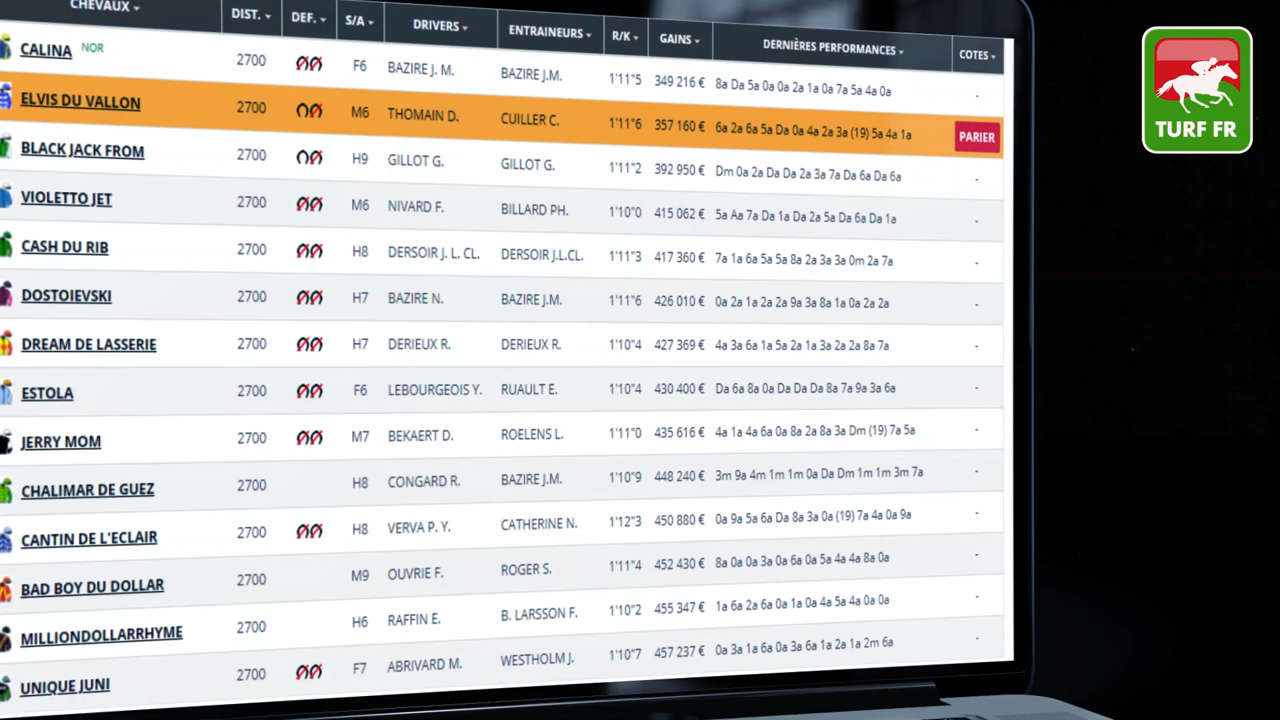 CHEVAUX DIST. DEF. S/A DRIVERS ENTRAINEURS R/K GAINS DERNIÈRES PERFORMANCES COTES
CALINA NOR 2700 F6 BAZIRE J. M. BAZIRE J.M. 1'11"5 349 216 € 8a Da 5a 0a 0a 2a 1a 0a 7a 5a 4a 0a -
ELVIS DU VALLON 2700 M6 THOMAIN D. CUILLER C. 1'11"6 357 160 € 6a 2a 6a 5a Da 0a 4a 2a 3a (19) 5a 4a 1a PARIER
BLACK JACK FROM 2700 H9 GILLOT G. GILLOT G. 1'11"2 392 950 € Dm 0a 2a Da Da 2a 3a 7a Da 6a Da 6a -
VIOLETTO JET 2700 M6 NIVARD F. BILLARD PH. 1'10"0 415 062 € 5a Aa 7a Da 1a Da 2a 5a Da 6a Da 1a -
CASH DU RIB 2700 H8 DERSOIR J. L. CL. DERSOIR J.L.CL. 1'11"3 417 360 € 7a 1a 6a 5a 5a 8a 2a 3a 3a 0m 2a 7a -
DOSTOIEVSKI 2700 H7 BAZIRE N. BAZIRE J.M. 1'11"6 426 010 € 0a 2a 1a 2a 2a 9a 3a 8a 1a 0a 2a 2a -
DREAM DE LASSERIE 2700 H7 DERIEUX R. DERIEUX R. 1'10"4 427 369 € 4a 3a 6a 1a 5a 2a 1a 3a 2a 2a 8a 7a -
ESTOLA 2700 F6 LEBOURGEOIS Y. RUAULT E. 1'10"4 430 400 € Da 6a 8a 0a Da Da Da 8a 7a 9a 3a 6a -
JERRY MOM 2700 M7 BEKAERT D. ROELENS L. 1'11"0 435 616 € 4a 1a 4a 6a 0a 8a 2a 8a 3a Dm (19) 7a 5a -
CHALIMAR DE GUEZ 2700 H8 CONGARD R. BAZIRE J.M. 1'10"9 448 240 € 3m 9a 4m 1m 1m 0a Da Dm 1m 1m 3m 7a -
CANTIN DE L'ECLAIR 2700 H8 VERVA P. Y. CATHERINE N. 1'12"3 450 880 € 0a 9a 5a 6a Da 8a 3a 0a (19) 7a 4a 0a 9a -
BAD BOY DU DOLLAR 2700 M9 OUVRIE F. ROGER S. 1'11"4 452 430 € 8a 0a 0a 3a 0a 6a 0a 5a 4a 4a 8a 0a -
MILLIONDOLLARRHYME 2700 H6 RAFFIN E. B. LARSSON F. 1'10"2 455 347 € 1a 6a 2a 6a 0a 1a 0a 4a 5a 4a 0a 0a -
UNIQUE JUNI 2700 F7 ABRIVARD M. WESTHOLM J. 1'10"7 457 237 € 0a 3a 1a 6a 0a 3a 6a 1a 2a 1a 2m 6a -
TURF FR